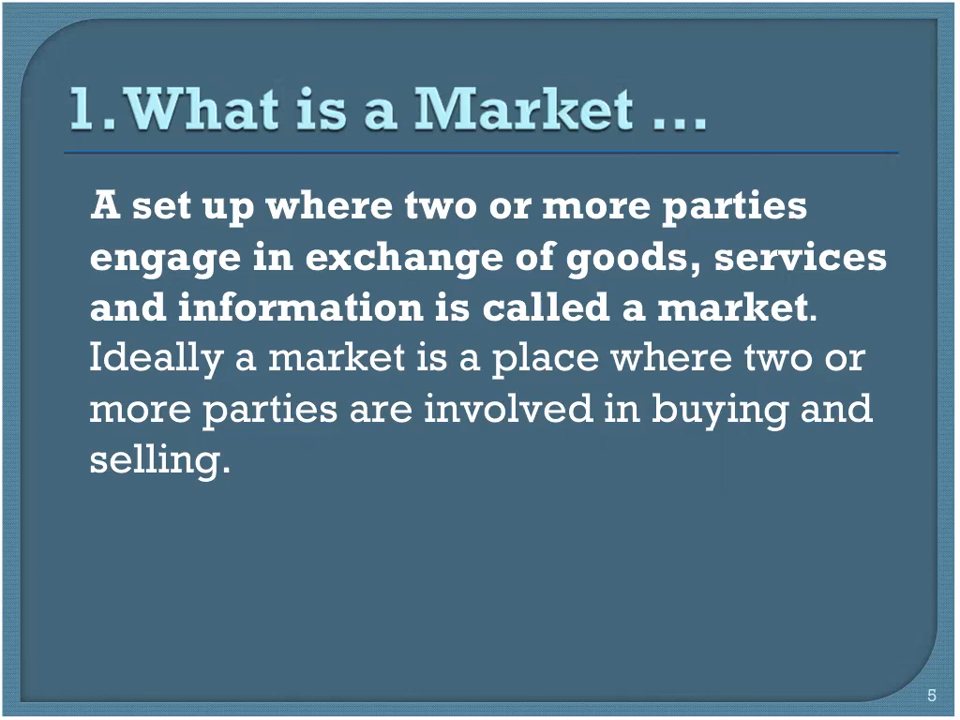 1. What is a Market ...
A set up where two or more parties
engage in exchange of goods, services
and information is called a market.
Ideally a market is a place where two or
more parties are involved in buying and
selling.
5